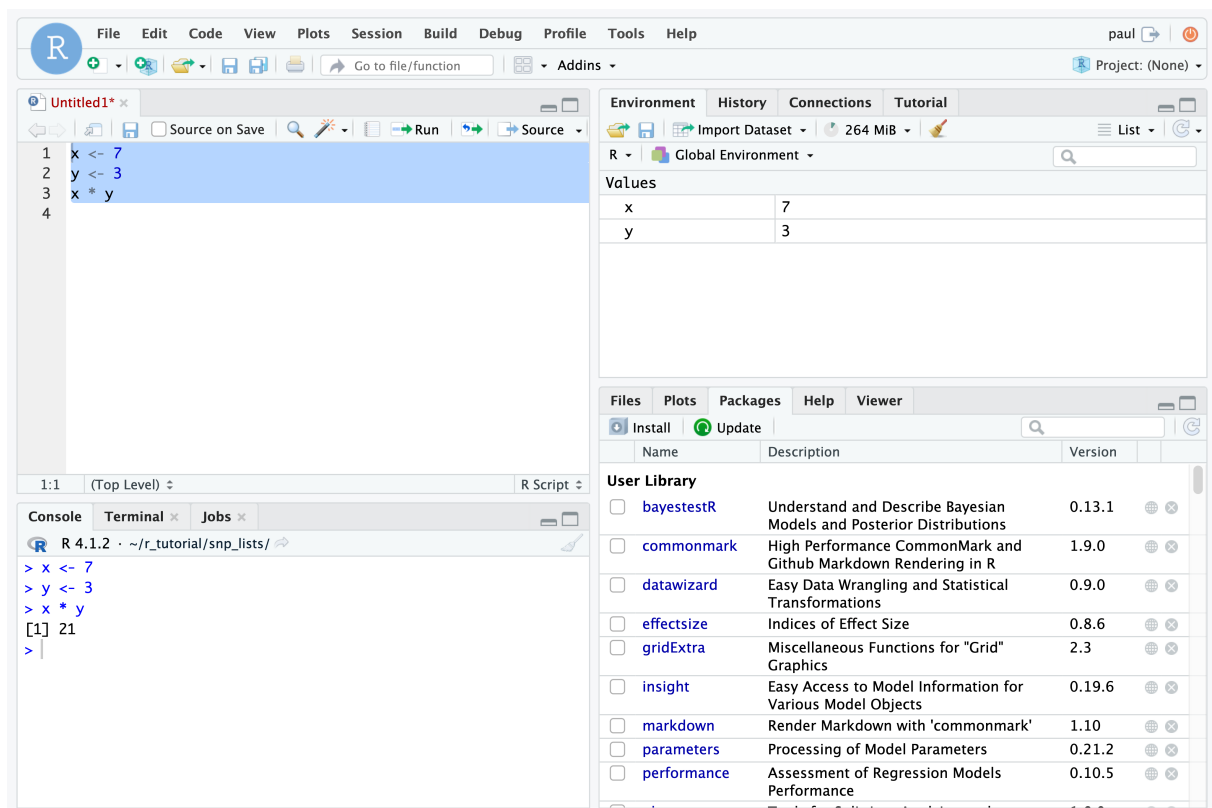 R
File Edit Code View Plots Session Build Debug Profile Tools Help
paul
Go to file/function
Addins
Project: (None)
Untitled1*
Source on Save
Run
Source
1 x <- 7
2 y <- 3
3 x * y
4
1:1 (Top Level) R Script
Console Terminal Jobs
R 4.1.2 · ~/r_tutorial/snp_lists/
> x <- 7
> y <- 3
> x * y
[1] 21
>
Environment History Connections Tutorial
Import Dataset 264 MiB List
R Global Environment
Values
x 7
y 3
Files Plots Packages Help Viewer
Install Update
Name Description Version
User Library
bayestestR Understand and Describe Bayesian 0.13.1
Models and Posterior Distributions
commonmark High Performance CommonMark and 1.9.0
Github Markdown Rendering in R
datawizard Easy Data Wrangling and Statistical 0.9.0
Transformations
effectsize Indices of Effect Size 0.8.6
gridExtra Miscellaneous Functions for "Grid" 2.3
Graphics
insight Easy Access to Model Information for 0.19.6
Various Model Objects
markdown Render Markdown with 'commonmark' 1.10
parameters Processing of Model Parameters 0.21.2
performance Assessment of Regression Models 0.10.5
Performance